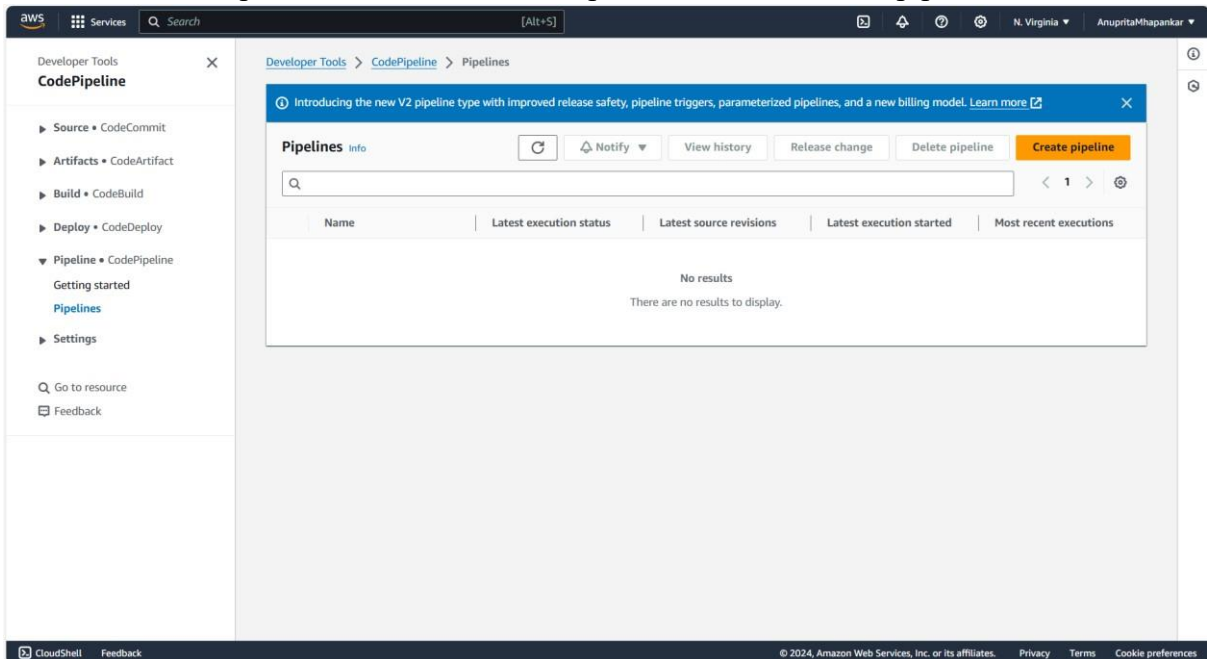 aws Services Search [Alt+S] N. Virginia AnupritaMhapankar
Developer Tools
CodePipeline
Source • CodeCommit
Artifacts • CodeArtifact
Build • CodeBuild
Deploy • CodeDeploy
Pipeline • CodePipeline
Getting started
Pipelines
Settings
Go to resource
Feedback
Developer Tools > CodePipeline > Pipelines
Introducing the new V2 pipeline type with improved release safety, pipeline triggers, parameterized pipelines, and a new billing model. Learn more
Pipelines Info Notify View history Release change Delete pipeline Create pipeline
< 1 >
Name Latest execution status Latest source revisions Latest execution started Most recent executions
No results
There are no results to display.
CloudShell Feedback © 2024, Amazon Web Services, Inc. or its affiliates. Privacy Terms Cookie preferences